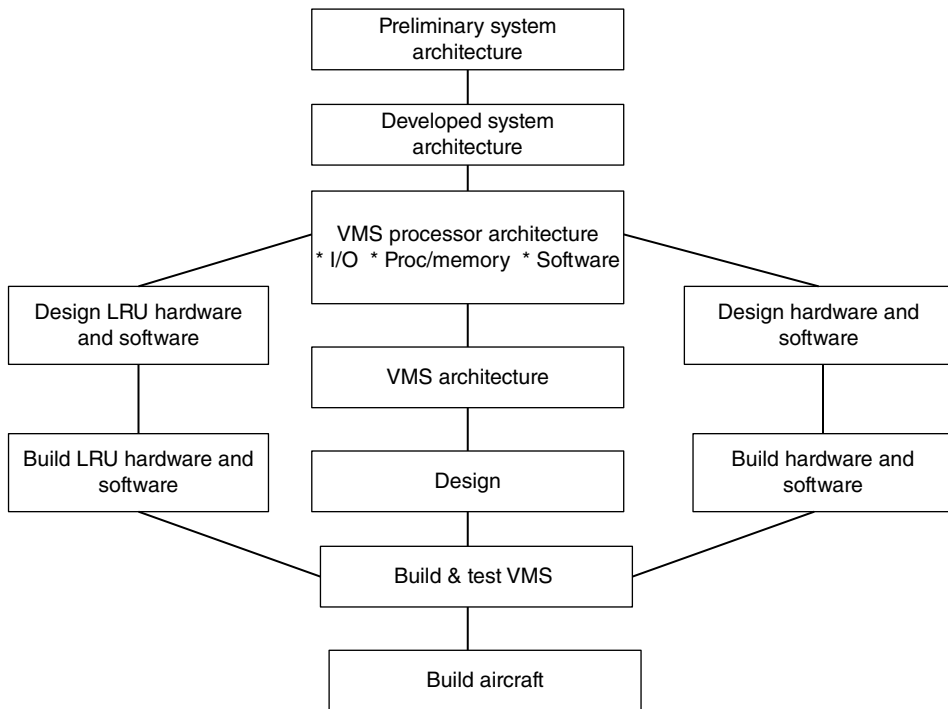 Preliminary system
architecture
Developed system
architecture
VMS processor architecture
* I/O * Proc/memory * Software
Design LRU hardware
and software
Design hardware and
software
VMS architecture
Build LRU hardware and
software
Design
Build hardware and
software
Build & test VMS
Build aircraft